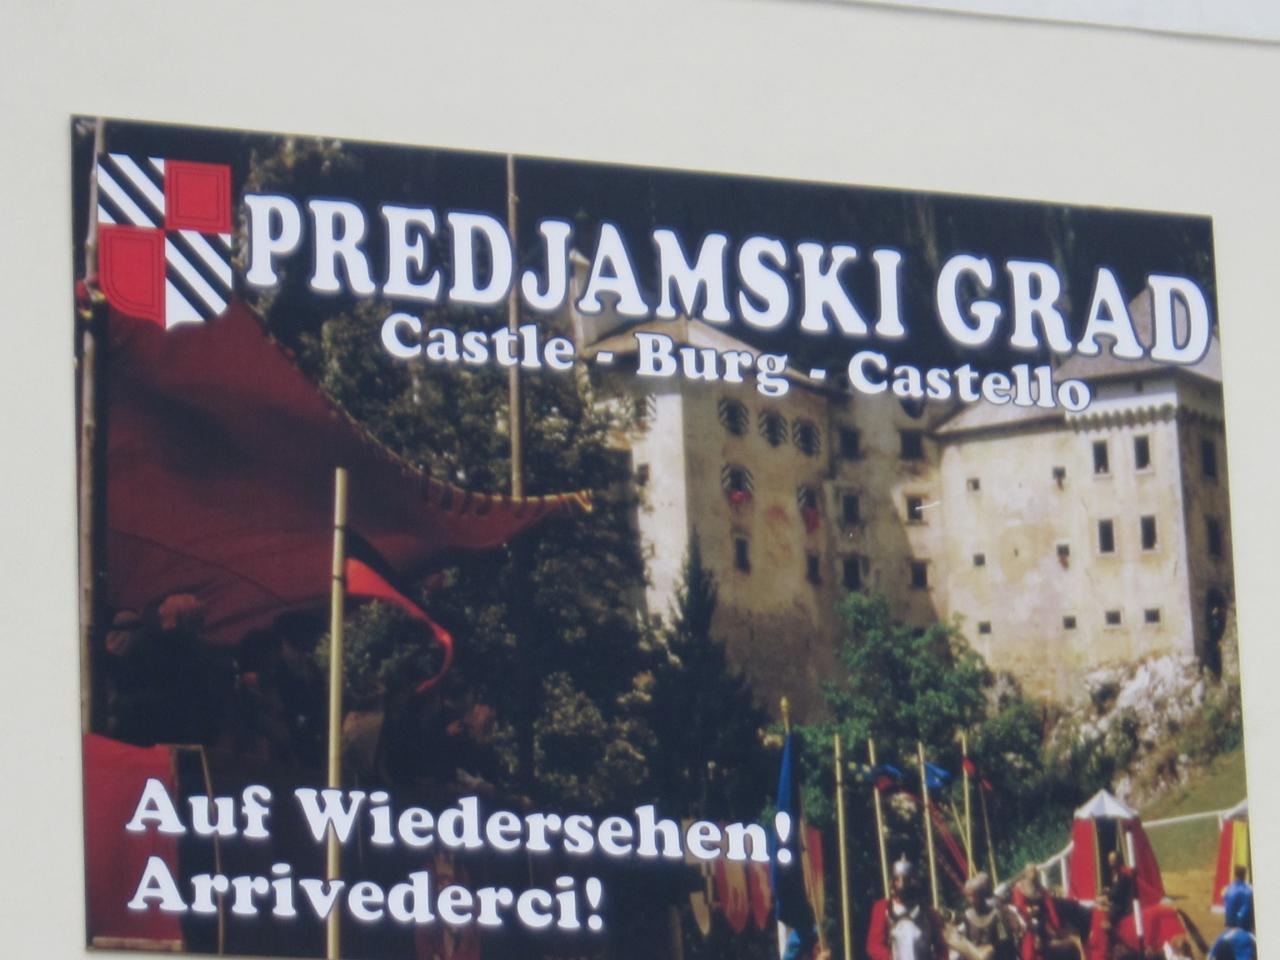 PREDJAMSKI GRAD
Castle - Burg - Castello
Auf Wiedersehen!
Arrivederci!